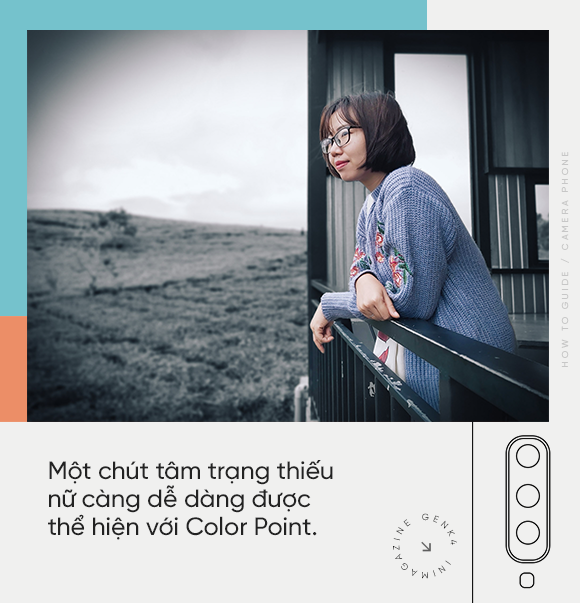 HOW TO GUIDE / CAMERA PHONE
Một chút tâm trạng thiếu
nữ càng dễ dàng được
thể hiện với Color Point.
GENK4 INIMAGAZINE